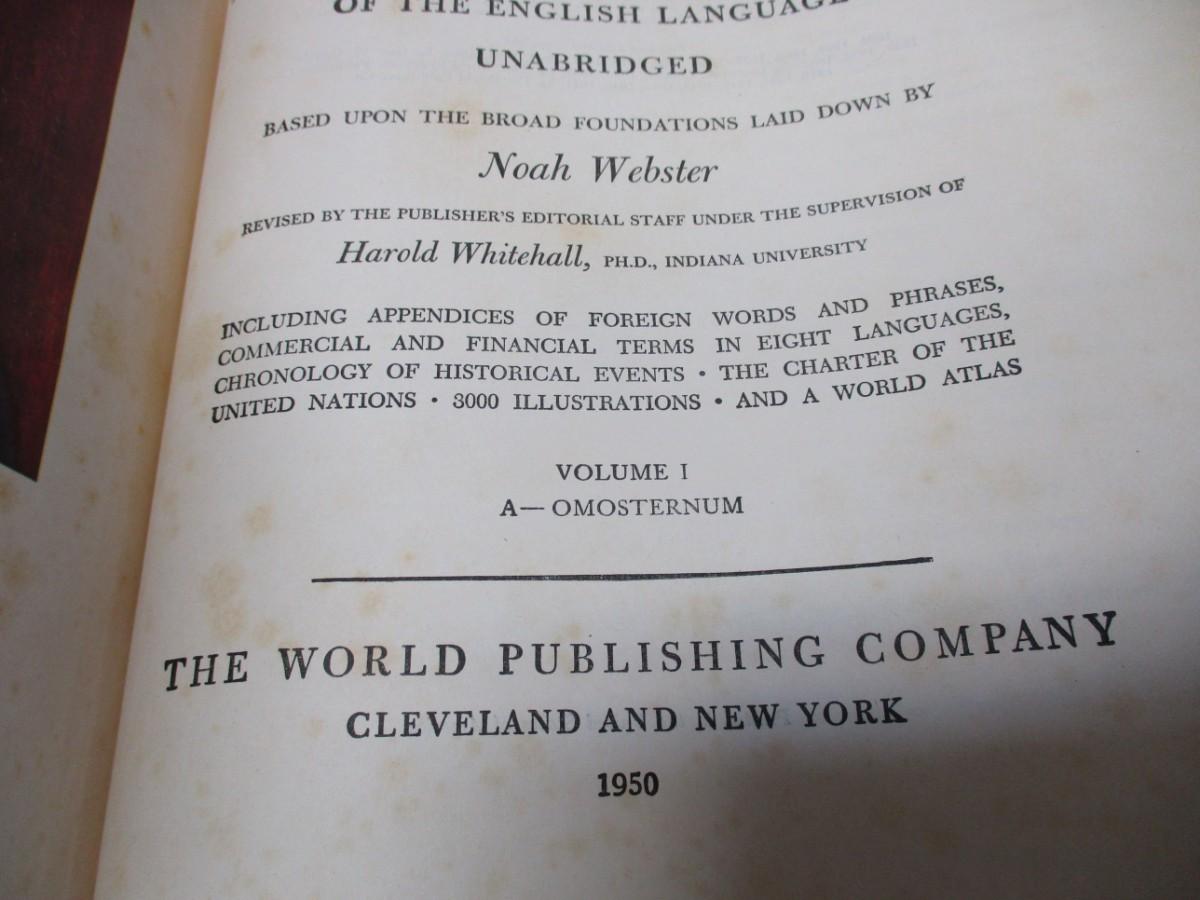 OF THE ENGLISH LANGUAGE
UNABRIDGED
BASED UPON THE BROAD FOUNDATIONS LAID DOWN BY
Noah Webster
REVISED BY THE PUBLISHER'S EDITORIAL STAFF UNDER THE SUPERVISION OF
Harold Whitehall, PH.D., INDIANA UNIVERSITY
INCLUDING APPENDICES OF FOREIGN WORDS AND PHRASES,
COMMERCIAL AND FINANCIAL TERMS IN EIGHT LANGUAGES,
CHRONOLOGY OF HISTORICAL EVENTS • THE CHARTER OF THE
UNITED NATIONS • 3000 ILLUSTRATIONS • AND A WORLD ATLAS
VOLUME I
A—OMOSTERNUM
THE WORLD PUBLISHING COMPANY
CLEVELAND AND NEW YORK
1950